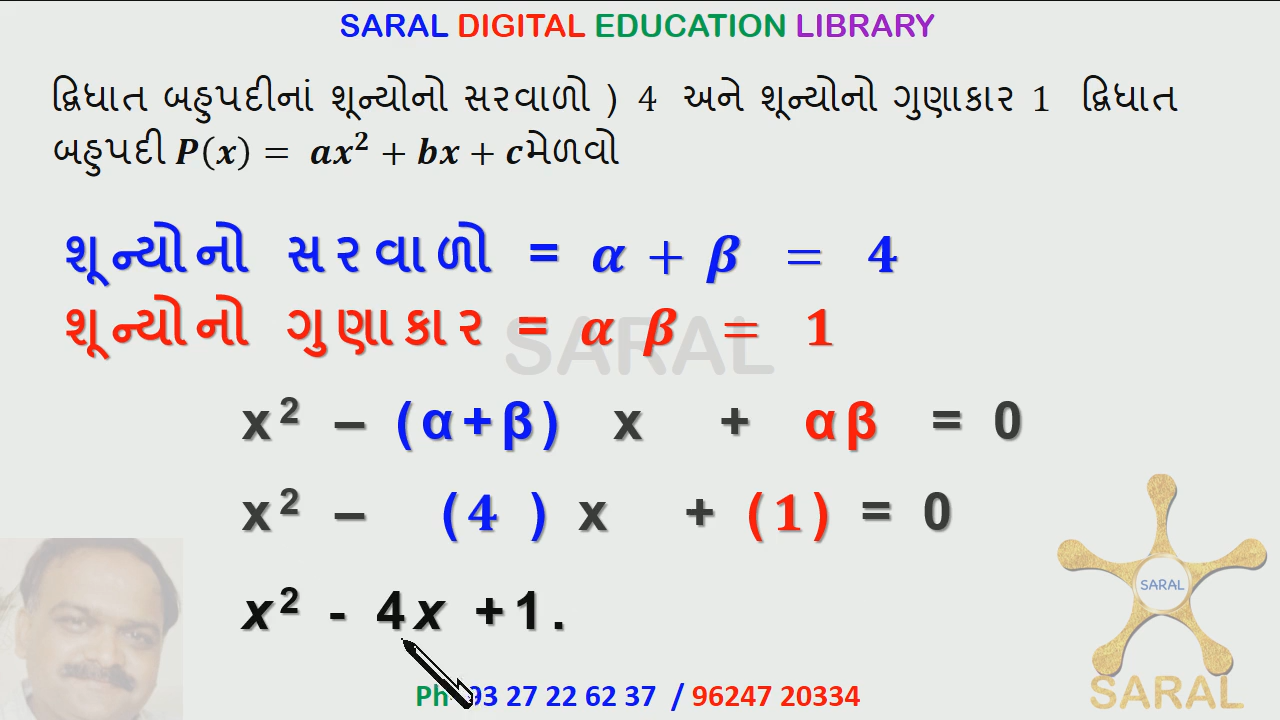 SARAL DIGITAL EDUCATION LIBRARY
દ્વિઘાત બહુપદીનાં શૂન્યોનો સરવાળો ) 4 અને શૂન્યોનો ગુણાકાર 1 દ્વિઘાત
બહુપદી P(x) = ax² + bx + c મેળવો
શૂન્યોનો સરવાળો = α + β = 4
શૂન્યોનો ગુણાકાર = α β = 1
SARAL
x² – (α+β) x + αβ = 0
x² – (4 ) x + (1) = 0
x² - 4x +1.
SARAL
SARAL
Ph 93 27 22 62 37 / 96247 20334